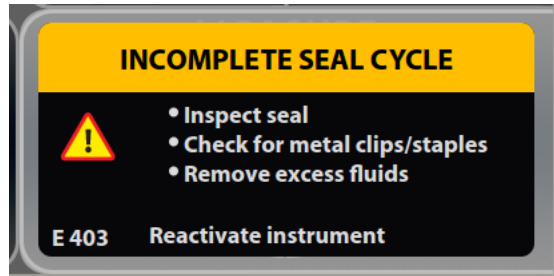 INCOMPLETE SEAL CYCLE
• Inspect seal
• Check for metal clips/staples
• Remove excess fluids
E 403 Reactivate instrument